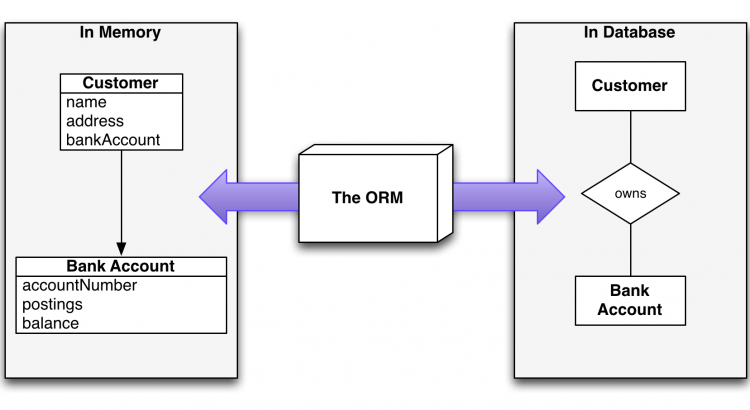 In Memory
Customer
name
address
bankAccount
Bank Account
accountNumber
postings
balance
The ORM
In Database
Customer
owns
Bank
Account